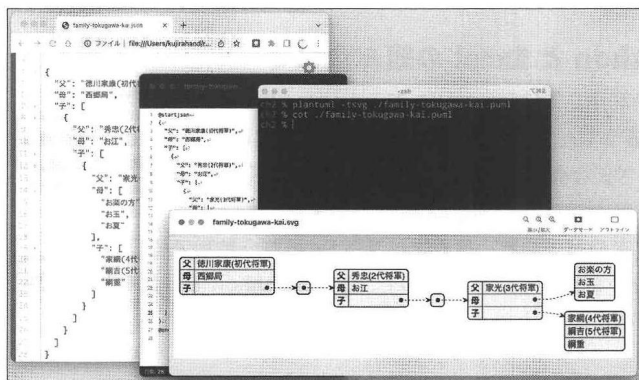 family-tokugawa-kai.json
ファイル | file:///Users/kujirahand/r...
{
"父": "徳川家康(初代
"母": "西郷局",
"子": [
{
"父": "秀忠(2代
"母": "お江",
"子": [
{
"父": "家光(
"母": [
"お楽の方"
"お玉",
"お夏"
],
"子": [
"家綱(4代
"綱吉(5代
"綱重"
]
}
]
}
]
}
@startjson
{
"父": "徳川家康(初代将軍)",
"母": "西郷局",
"子": [
{
"父": "秀忠(2代将軍)",
"母": "お江",
"子": [
{
"父": "家光(3代将軍)",
"母": [
-zsh
ch2 % plantuml -tsvg ./family-tokugawa-kai.puml
ch2 % cot ./family-tokugawa-kai.puml
ch2 %
family-tokugawa-kai.svg
縮小/拡大 ダークモード アウトライン
父 徳川家康(初代将軍)
母 西郷局
子
父 秀忠(2代将軍)
母 お江
子
父 家光(3代将軍)
母
子
お楽の方
お玉
お夏
家綱(4代将軍)
綱吉(5代将軍)
綱重